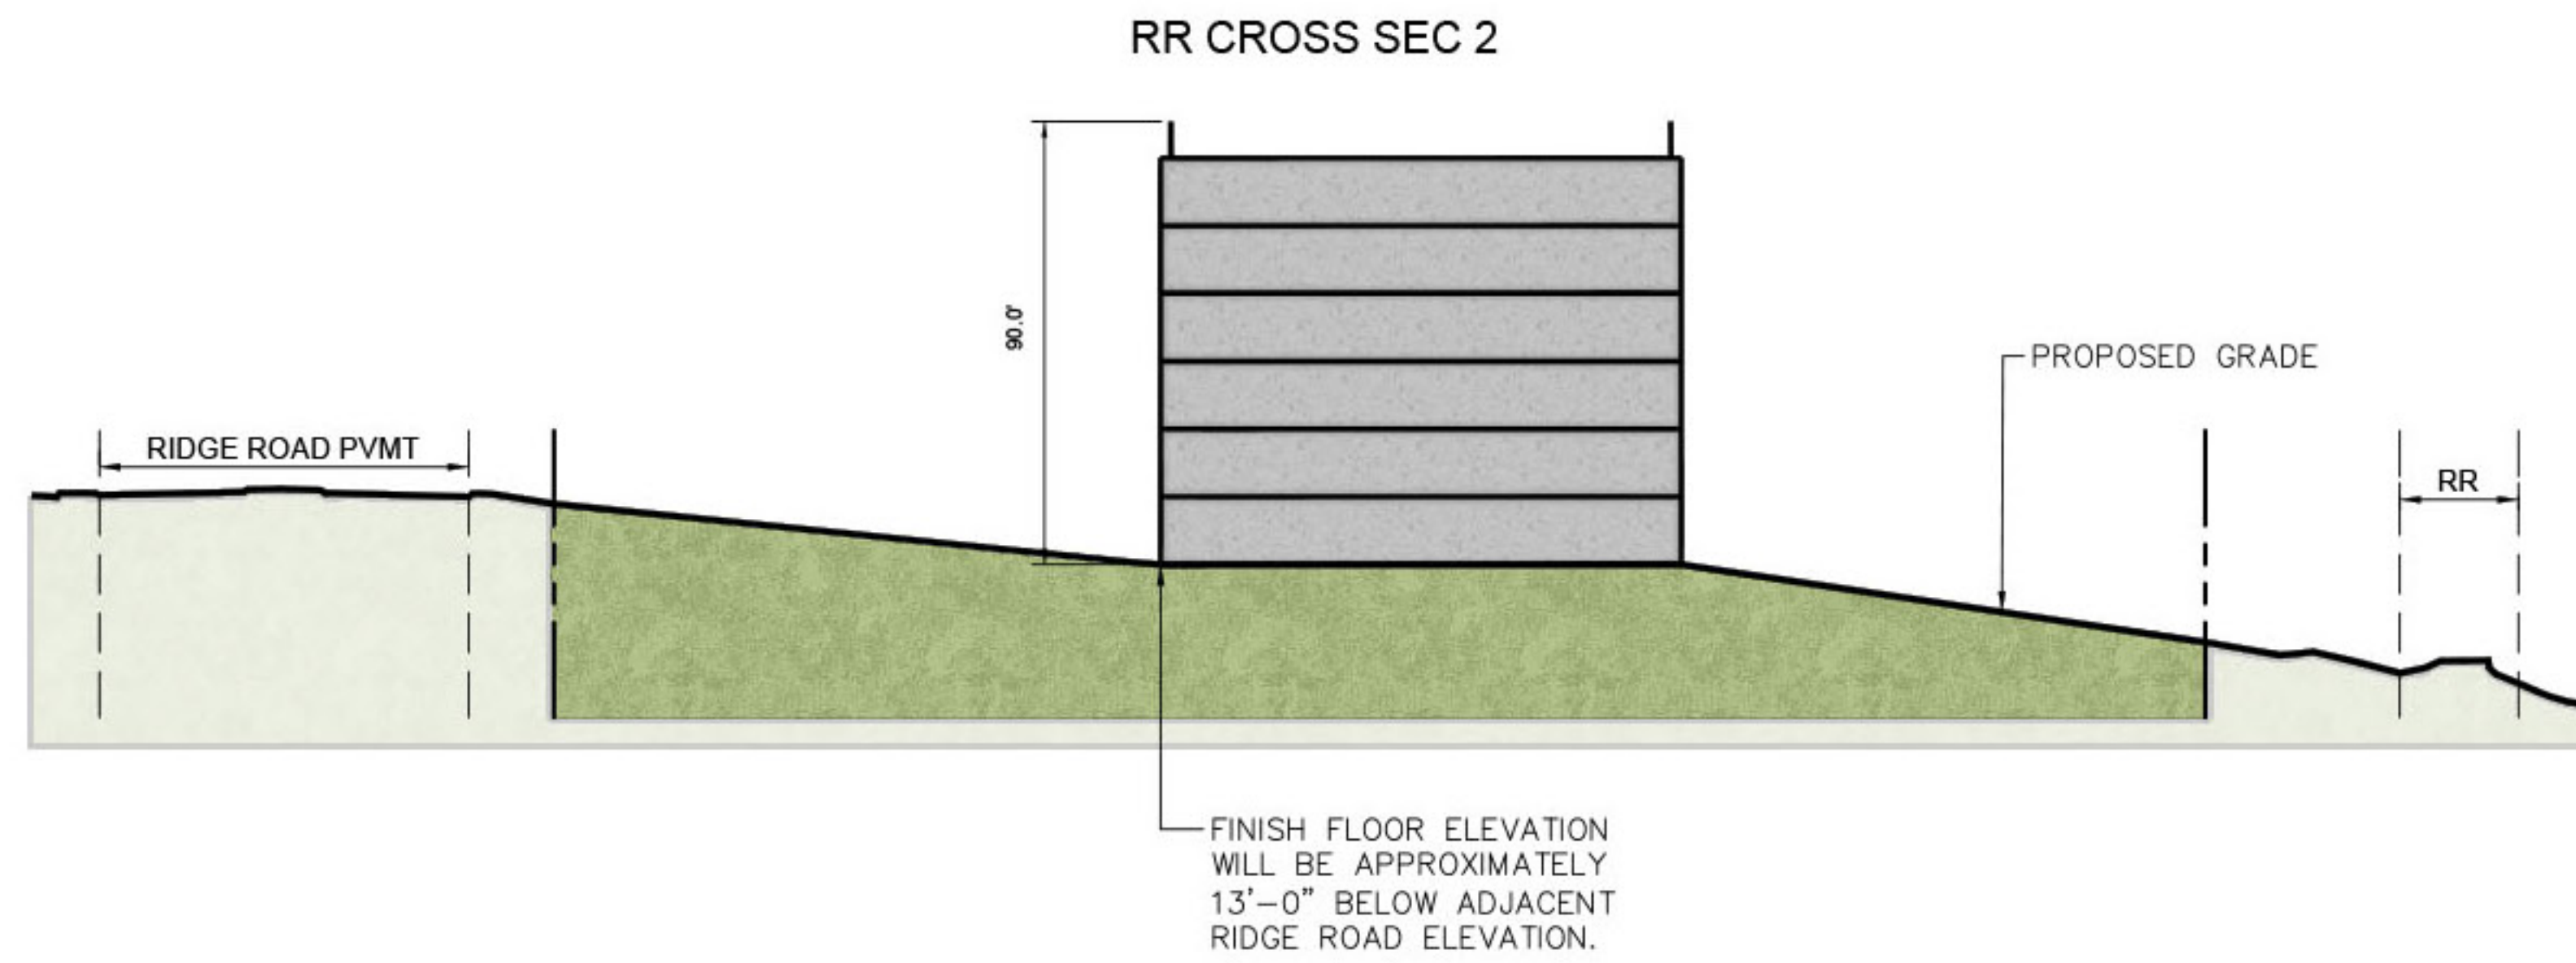 RR CROSS SEC 2
90.0'
PROPOSED GRADE
RIDGE ROAD PVMT
RR
FINISH FLOOR ELEVATION
WILL BE APPROXIMATELY
13'-0" BELOW ADJACENT
RIDGE ROAD ELEVATION.